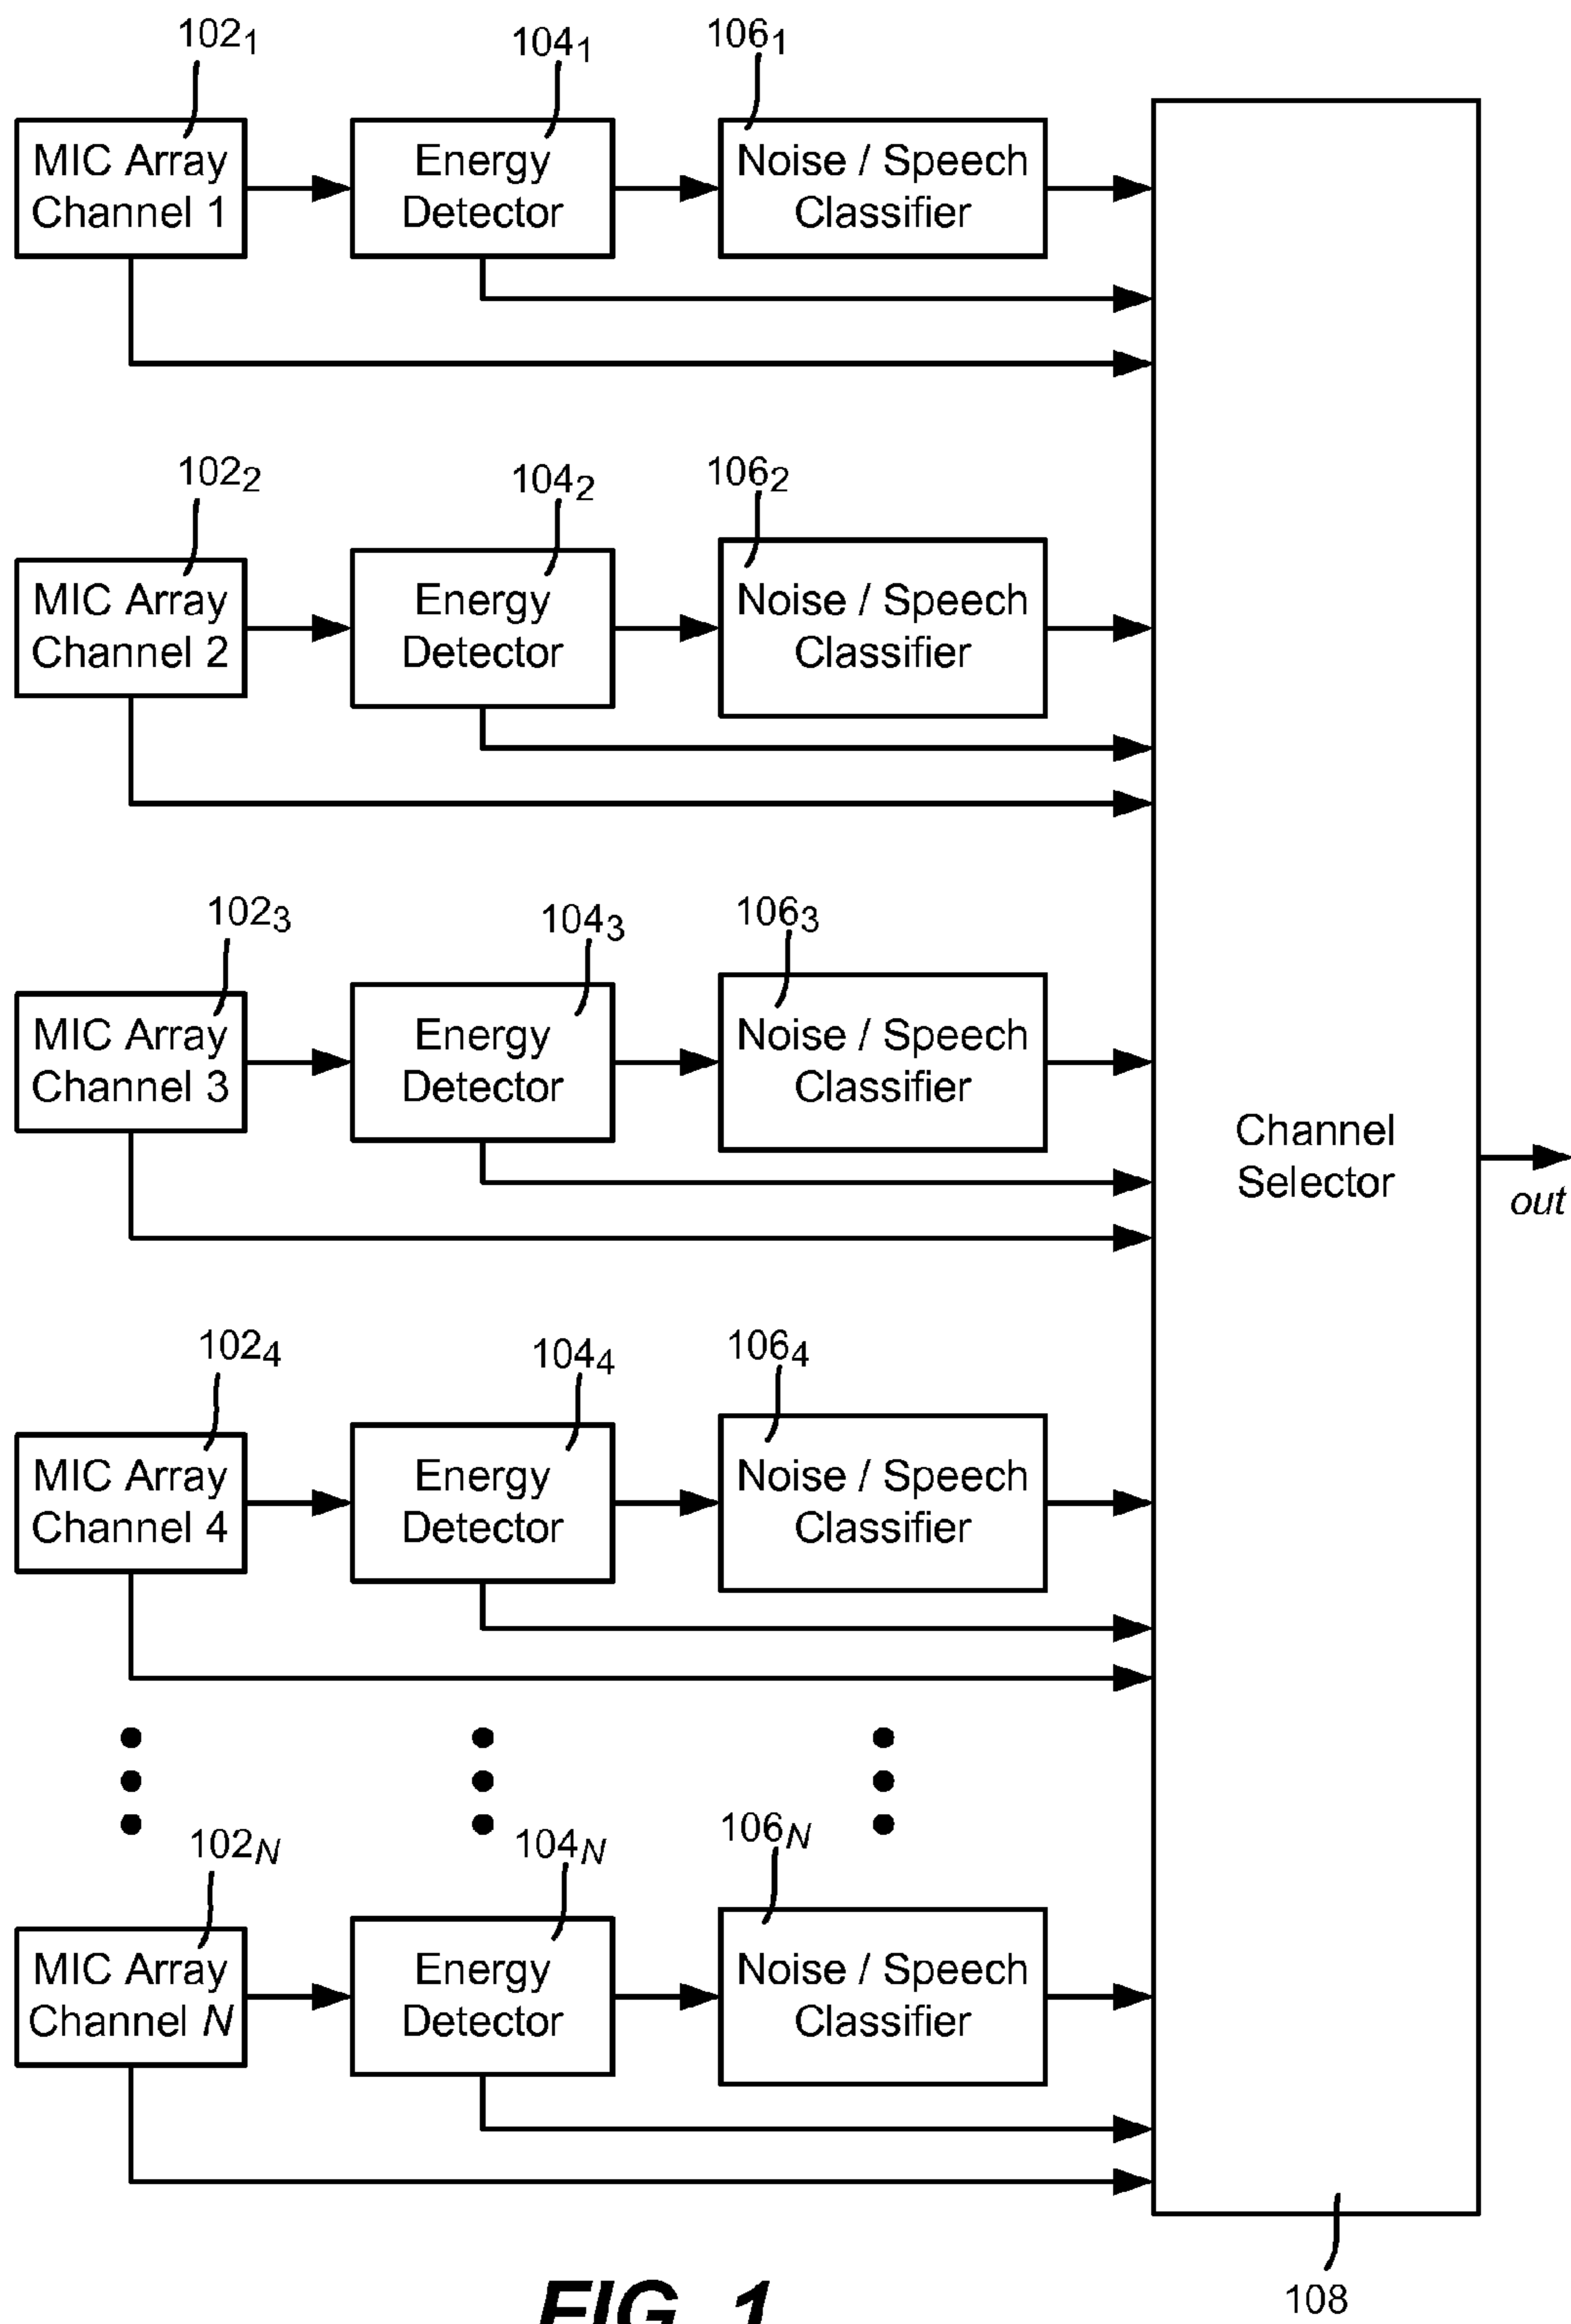 102₁ 104₁ 106₁
MIC Array Energy Noise / Speech
Channel 1 Detector Classifier
102₂ 104₂ 106₂
MIC Array Energy Noise / Speech
Channel 2 Detector Classifier
102₃ 104₃ 106₃
MIC Array Energy Noise / Speech
Channel 3 Detector Classifier
Channel
Selector
out
102₄ 104₄ 106₄
MIC Array Energy Noise / Speech
Channel 4 Detector Classifier
102N 104N 106N
MIC Array Energy Noise / Speech
Channel N Detector Classifier
108
FIG. 1